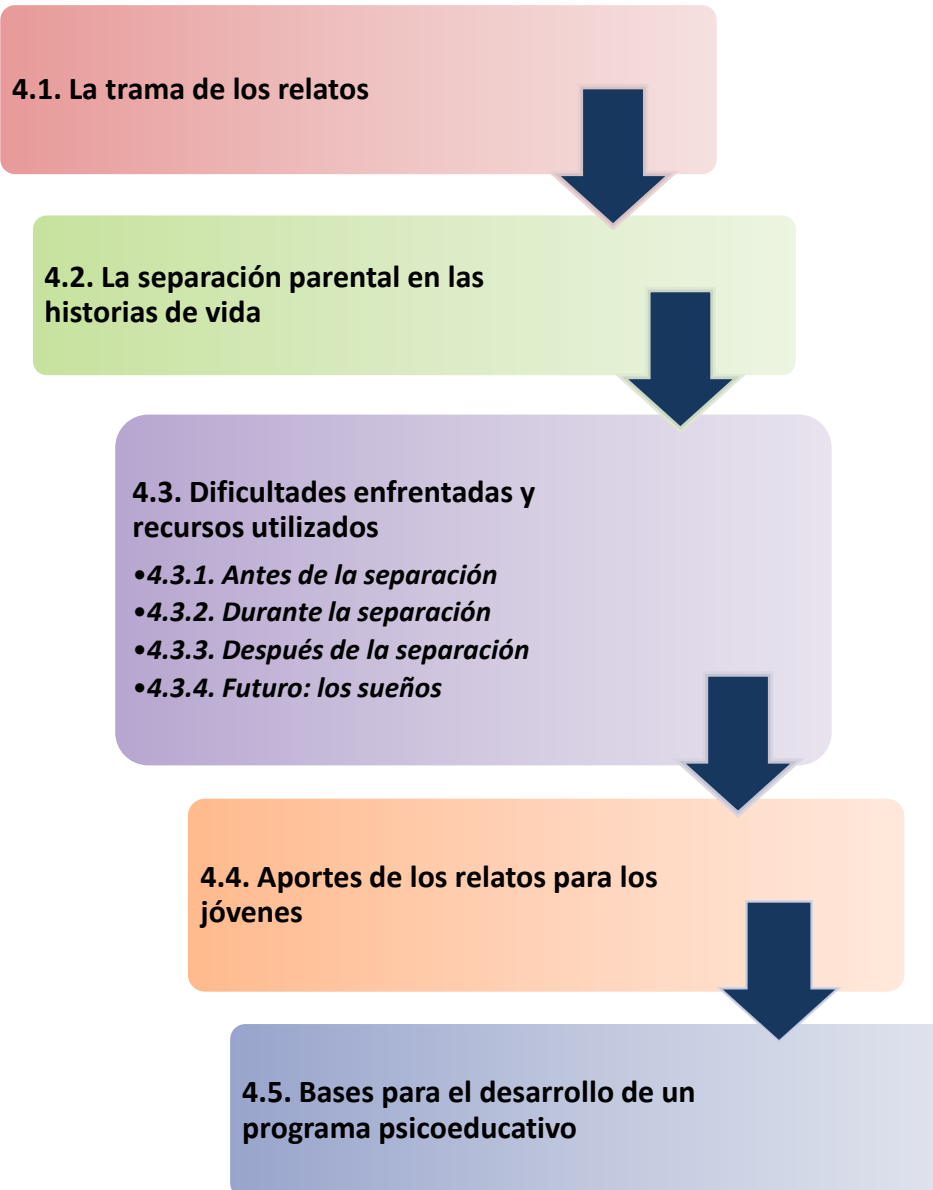 4.1. La trama de los relatos
4.2. La separación parental en las
historias de vida
4.3. Dificultades enfrentadas y
recursos utilizados
•4.3.1. Antes de la separación
•4.3.2. Durante la separación
•4.3.3. Después de la separación
•4.3.4. Futuro: los sueños
4.4. Aportes de los relatos para los
jóvenes
4.5. Bases para el desarrollo de un
programa psicoeducativo